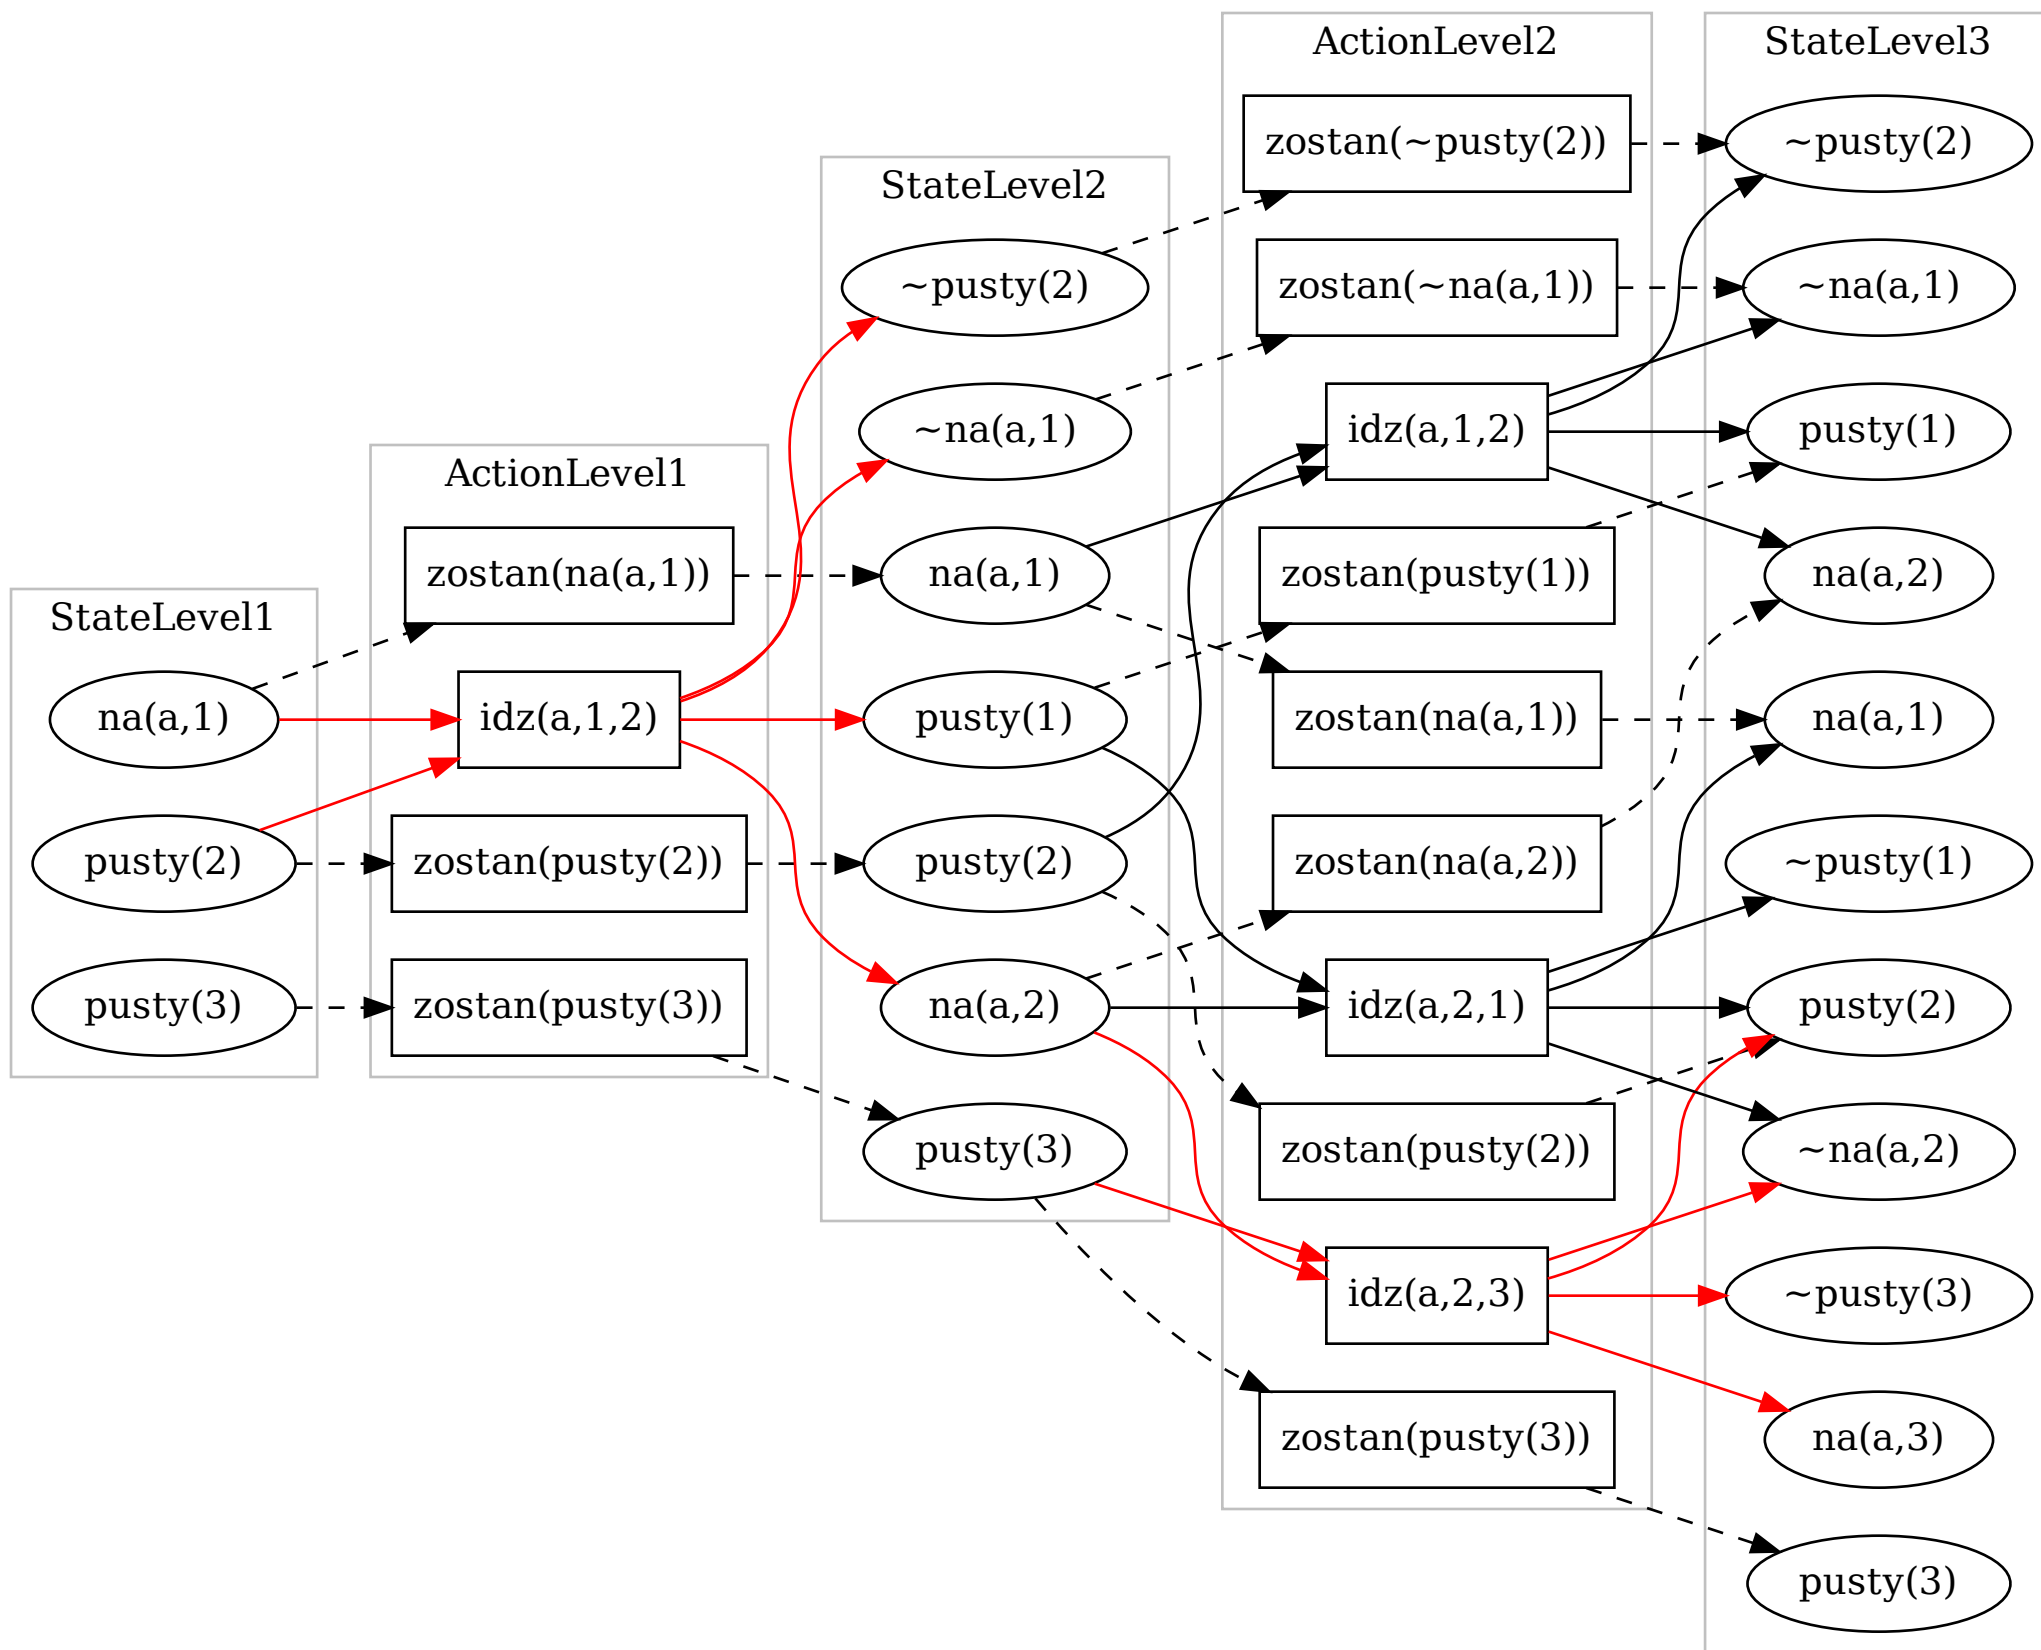 StateLevel1
na(a,1)
pusty(2)
pusty(3)
ActionLevel1
zostan(na(a,1))
idz(a,1,2)
zostan(pusty(2))
zostan(pusty(3))
StateLevel2
~pusty(2)
~na(a,1)
na(a,1)
pusty(1)
pusty(2)
na(a,2)
pusty(3)
ActionLevel2
zostan(~pusty(2))
zostan(~na(a,1))
idz(a,1,2)
zostan(pusty(1))
zostan(na(a,1))
zostan(na(a,2))
idz(a,2,1)
zostan(pusty(2))
idz(a,2,3)
zostan(pusty(3))
StateLevel3
~pusty(2)
~na(a,1)
pusty(1)
na(a,2)
na(a,1)
~pusty(1)
pusty(2)
~na(a,2)
~pusty(3)
na(a,3)
pusty(3)